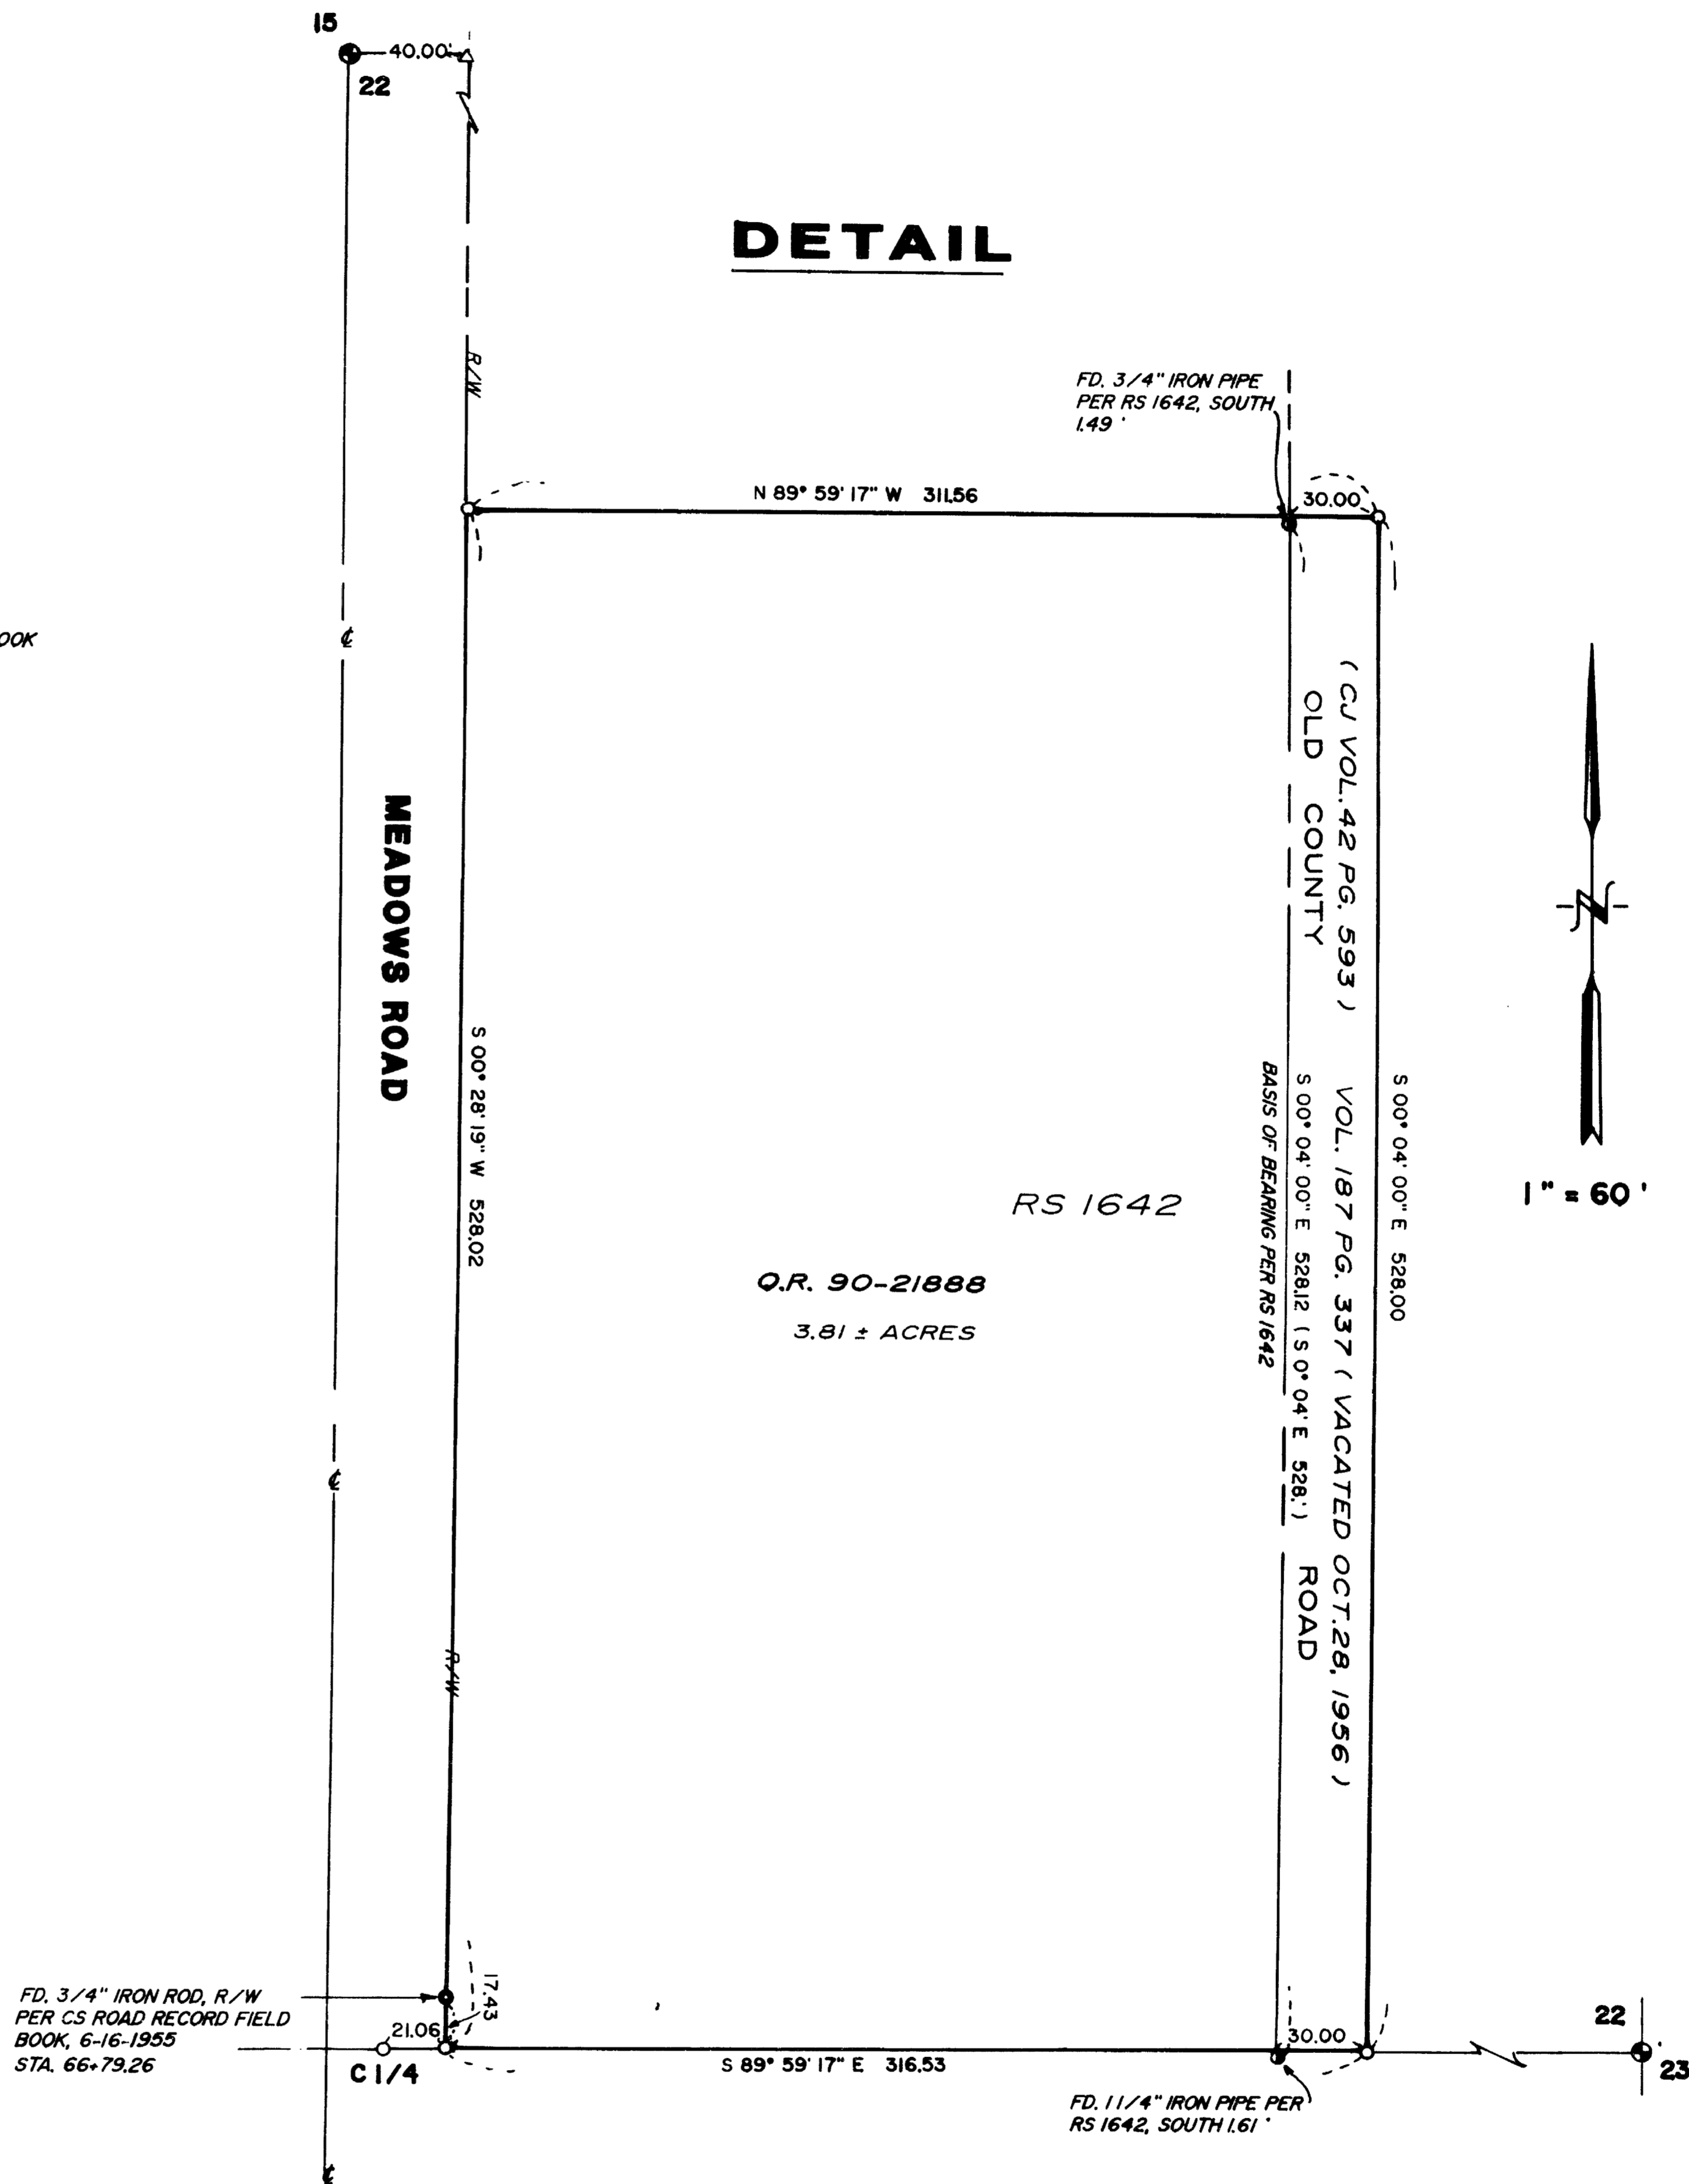 15
40.00'
22
DETAIL
R/W
FD. 3/4" IRON PIPE
PER RS 1642, SOUTH
1.49 '
N 89° 59' 17" W 311.56
30.00
OOK
℄
MEADOWS ROAD
S 00° 28' 19" W 528.02
( CJ VOL. 42 PG. 593 ) VOL. 187 PG. 337 ( VACATED OCT. 28, 1956 )
OLD COUNTY ROAD
S 00° 04' 00" E 528.12 ( S 0° 04' E 528.' )
BASIS OF BEARING PER RS 1642
S 00° 04' 00" E 528.00
N
1" = 60 '
RS 1642
Q.R. 90-21888
3.81 ± ACRES
℄
R/W
17.43
FD. 3/4" IRON ROD, R/W
PER CS ROAD RECORD FIELD
BOOK, 6-16-1955
STA. 66+79.26
21.06
C 1/4
S 89° 59' 17" E 316.53
30.00
22
23
FD. 1 1/4" IRON PIPE PER
RS 1642, SOUTH 1.61 '
℄